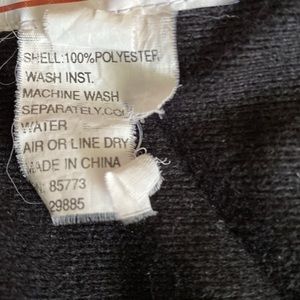 SHELL:100%POLYESTER
WASH INST.
MACHINE WASH
SEPARATELY.COL
WATER
AIR OR LINE DRY
MADE IN CHINA
: 85773
29885